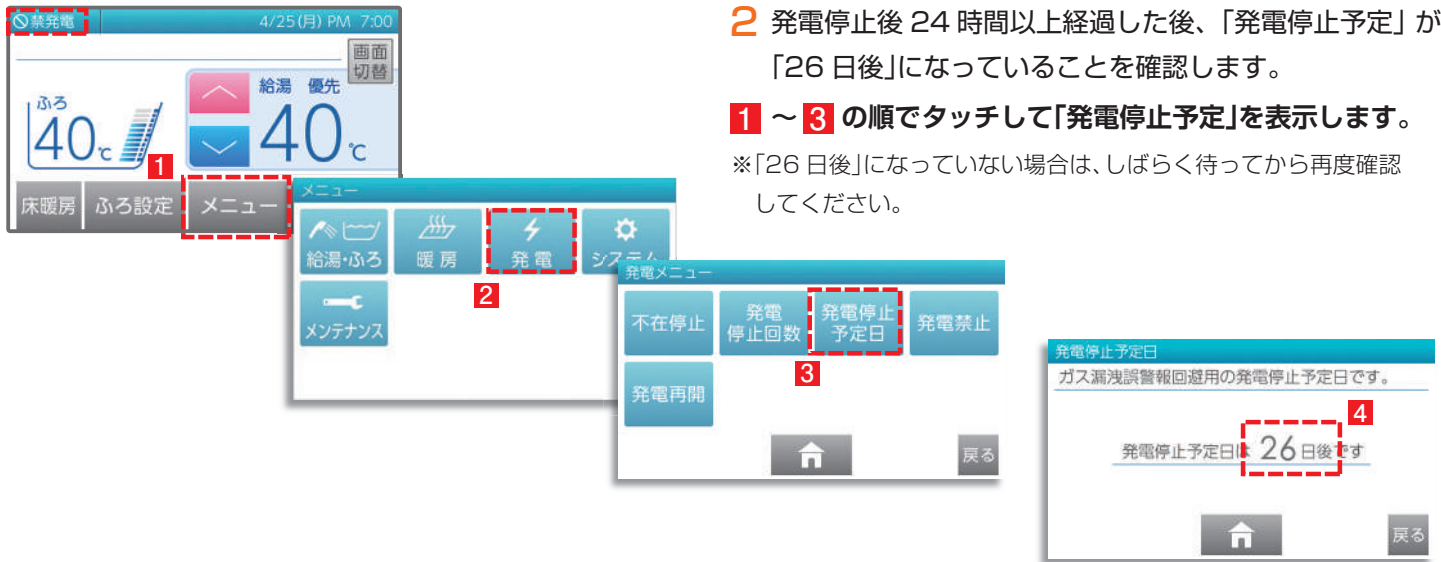 禁発電 4/25(月) PM 7:00
画面
切替
ふろ
40℃
給湯 優先
40℃
1
床暖房 ふろ設定 メニュー
メニュー
給湯・ふろ 暖房 発電 システム
2
メンテナンス
発電メニュー
不在停止
発電
停止回数
発電停止
予定日
発電禁止
3
発電再開
戻る
2 発電停止後 24 時間以上経過した後、「発電停止予定」が
「26 日後」になっていることを確認します。
1 ~ 3 の順でタッチして「発電停止予定」を表示します。
※「26 日後」になっていない場合は、しばらく待ってから再度確認
してください。
発電停止予定日
ガス漏洩誤警報回避用の発電停止予定日です。
4
発電停止予定日は 26日後です
戻る